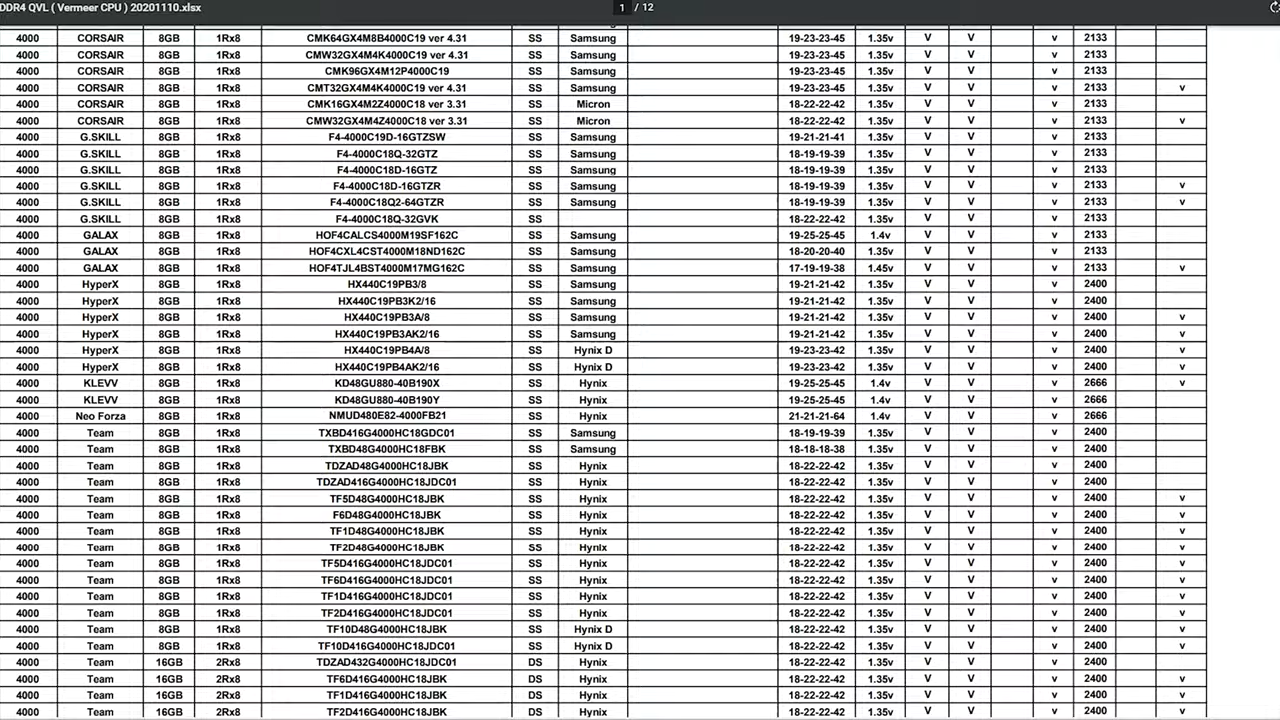 DDR4 QVL ( Vermeer CPU ) 20201110.xlsx 1 / 12
4000 CORSAIR 8GB 1Rx8 CMK64GX4M8B4000C19 ver 4.31 SS Samsung 19-23-23-45 1.35v V V v 2133
4000 CORSAIR 8GB 1Rx8 CMW32GX4M4K4000C19 ver 4.31 SS Samsung 19-23-23-45 1.35v V V v 2133
4000 CORSAIR 8GB 1Rx8 CMK96GX4M12P4000C19 SS Samsung 19-23-23-45 1.35v V V v 2133
4000 CORSAIR 8GB 1Rx8 CMT32GX4M4K4000C19 ver 4.31 SS Samsung 19-23-23-45 1.35v V V v 2133 v
4000 CORSAIR 8GB 1Rx8 CMK16GX4M2Z4000C18 ver 3.31 SS Micron 18-22-22-42 1.35v V V v 2133
4000 CORSAIR 8GB 1Rx8 CMW32GX4M4Z4000C18 ver 3.31 SS Micron 18-22-22-42 1.35v V V v 2133 v
4000 G.SKILL 8GB 1Rx8 F4-4000C19D-16GTZSW SS Samsung 19-21-21-41 1.35v V V v 2133
4000 G.SKILL 8GB 1Rx8 F4-4000C18Q-32GTZ SS Samsung 18-19-19-39 1.35v V V v 2133
4000 G.SKILL 8GB 1Rx8 F4-4000C18D-16GTZ SS Samsung 18-19-19-39 1.35v V V v 2133
4000 G.SKILL 8GB 1Rx8 F4-4000C18D-16GTZR SS Samsung 18-19-19-39 1.35v V V v 2133 v
4000 G.SKILL 8GB 1Rx8 F4-4000C18Q2-64GTZR SS Samsung 18-19-19-39 1.35v V V v 2133 v
4000 G.SKILL 8GB 1Rx8 F4-4000C18Q-32GVK SS 18-22-22-42 1.35v V V v 2133
4000 GALAX 8GB 1Rx8 HOF4CALCS4000M19SF162C SS Samsung 19-25-25-45 1.4v V V v 2133
4000 GALAX 8GB 1Rx8 HOF4CXL4CST4000M18ND162C SS Samsung 18-20-20-40 1.35v V V v 2133
4000 GALAX 8GB 1Rx8 HOF4TJL4BST4000M17MG162C SS Samsung 17-19-19-38 1.45v V V v 2133 v
4000 HyperX 8GB 1Rx8 HX440C19PB3/8 SS Samsung 19-21-21-42 1.35v V V v 2400
4000 HyperX 8GB 1Rx8 HX440C19PB3K2/16 SS Samsung 19-21-21-42 1.35v V V v 2400
4000 HyperX 8GB 1Rx8 HX440C19PB3A/8 SS Samsung 19-21-21-42 1.35v V V v 2400 v
4000 HyperX 8GB 1Rx8 HX440C19PB3AK2/16 SS Samsung 19-21-21-42 1.35v V V v 2400 v
4000 HyperX 8GB 1Rx8 HX440C19PB4A/8 SS Hynix D 19-23-23-42 1.35v V V v 2400 v
4000 HyperX 8GB 1Rx8 HX440C19PB4AK2/16 SS Hynix D 19-23-23-42 1.35v V V v 2400 v
4000 KLEVV 8GB 1Rx8 KD48GU880-40B190X SS Hynix 19-25-25-45 1.4v V V v 2666 v
4000 KLEVV 8GB 1Rx8 KD48GU880-40B190Y SS Hynix 19-25-25-45 1.4v V V v 2666
4000 Neo Forza 8GB 1Rx8 NMUD480E82-4000FB21 SS Hynix 21-21-21-64 1.4v V V v 2666
4000 Team 8GB 1Rx8 TXBD416G4000HC18GDC01 SS Samsung 18-19-19-39 1.35v V V v 2400
4000 Team 8GB 1Rx8 TXBD48G4000HC18FBK SS Samsung 18-18-18-38 1.35v V V v 2400
4000 Team 8GB 1Rx8 TDZAD48G4000HC18JBK SS Hynix 18-22-22-42 1.35v V V v 2400
4000 Team 8GB 1Rx8 TDZAD416G4000HC18JDC01 SS Hynix 18-22-22-42 1.35v V V v 2400
4000 Team 8GB 1Rx8 TF5D48G4000HC18JBK SS Hynix 18-22-22-42 1.35v V V v 2400 v
4000 Team 8GB 1Rx8 F6D48G4000HC18JBK SS Hynix 18-22-22-42 1.35v V V v 2400 v
4000 Team 8GB 1Rx8 TF1D48G4000HC18JBK SS Hynix 18-22-22-42 1.35v V V v 2400 v
4000 Team 8GB 1Rx8 TF2D48G4000HC18JBK SS Hynix 18-22-22-42 1.35v V V v 2400 v
4000 Team 8GB 1Rx8 TF5D416G4000HC18JDC01 SS Hynix 18-22-22-42 1.35v V V v 2400 v
4000 Team 8GB 1Rx8 TF6D416G4000HC18JDC01 SS Hynix 18-22-22-42 1.35v V V v 2400 v
4000 Team 8GB 1Rx8 TF1D416G4000HC18JDC01 SS Hynix 18-22-22-42 1.35v V V v 2400 v
4000 Team 8GB 1Rx8 TF2D416G4000HC18JDC01 SS Hynix 18-22-22-42 1.35v V V v 2400 v
4000 Team 8GB 1Rx8 TF10D48G4000HC18JBK SS Hynix D 18-22-22-42 1.35v V V v 2400 v
4000 Team 8GB 1Rx8 TF10D416G4000HC18JDC01 SS Hynix D 18-22-22-42 1.35v V V v 2400 v
4000 Team 16GB 2Rx8 TDZAD432G4000HC18JDC01 DS Hynix 18-22-22-42 1.35v V V v 2400
4000 Team 16GB 2Rx8 TF6D416G4000HC18JBK DS Hynix 18-22-22-42 1.35v V V v 2400 v
4000 Team 16GB 2Rx8 TF1D416G4000HC18JBK DS Hynix 18-22-22-42 1.35v V V v 2400 v
4000 Team 16GB 2Rx8 TF2D416G4000HC18JBK DS Hynix 18-22-22-42 1.35v V V v 2400 v